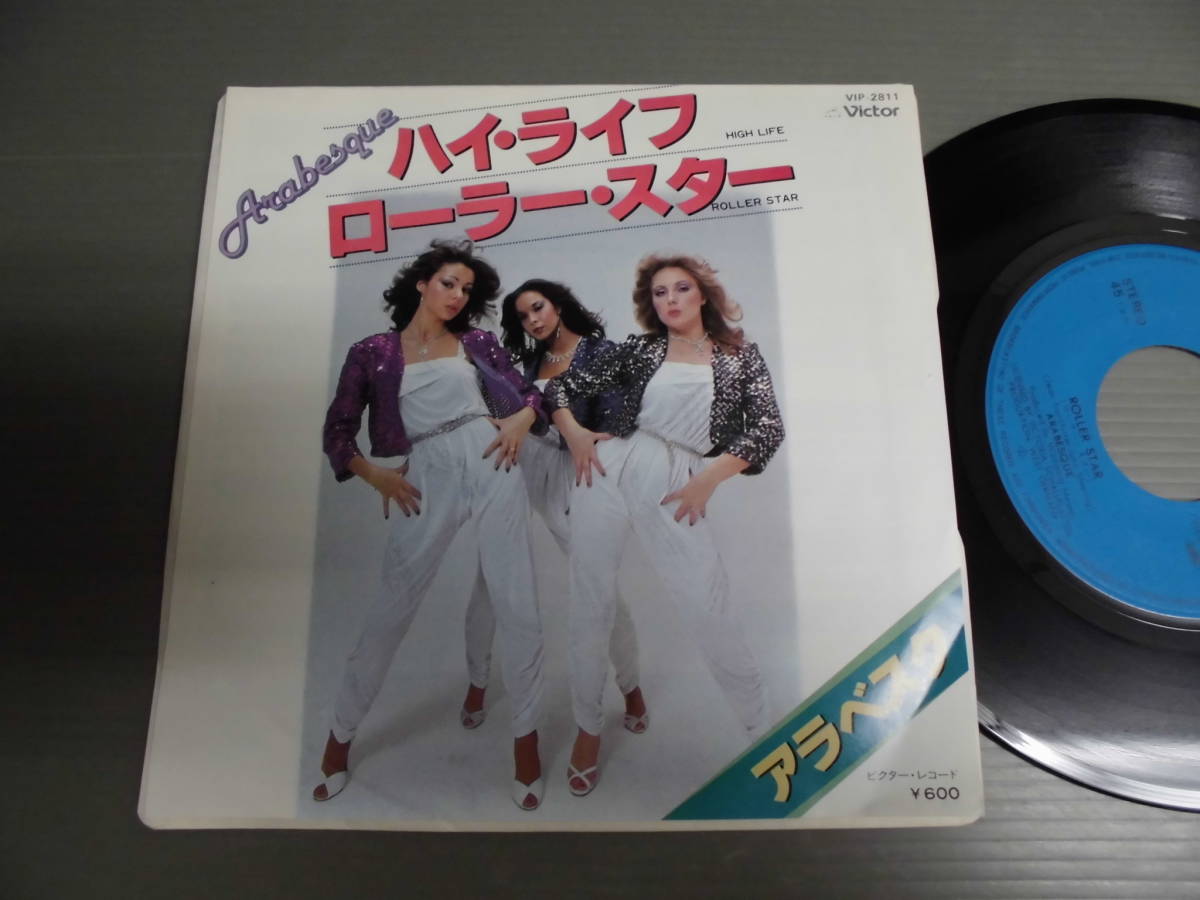 Arabesque
ハイ・ライフ
HIGH LIFE
ローラー・スター
ROLLER STAR
VIP-2811
Victor
アラベスク
ビクター・レコード
¥600
STEREO
45
ROLLER STAR
ARABESQUE